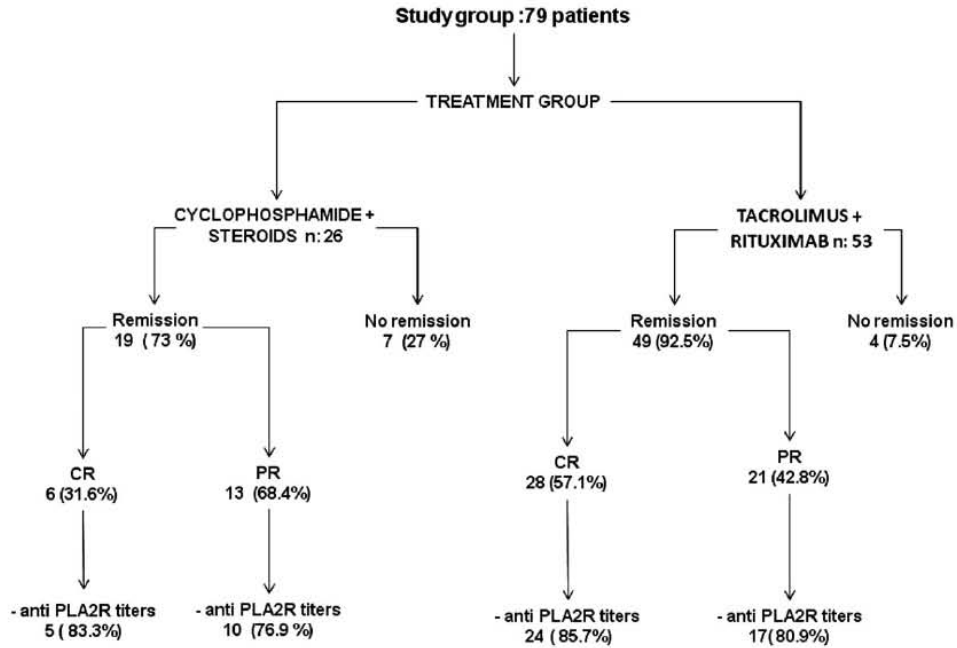 Study group :79 patients
TREATMENT GROUP
CYCLOPHOSPHAMIDE +
STEROIDS n: 26
TACROLIMUS +
RITUXIMAB n: 53
Remission
19 ( 73 %)
No remission
7 (27 %)
Remission
49 (92.5%)
No remission
4 (7.5%)
CR
6 (31.6%)
PR
13 (68.4%)
CR
28 (57.1%)
PR
21 (42.8%)
- anti PLA2R titers
5 ( 83.3%)
- anti PLA2R titers
10 (76.9 %)
- anti PLA2R titers
24 ( 85.7%)
- anti PLA2R titers
17( 80.9%)